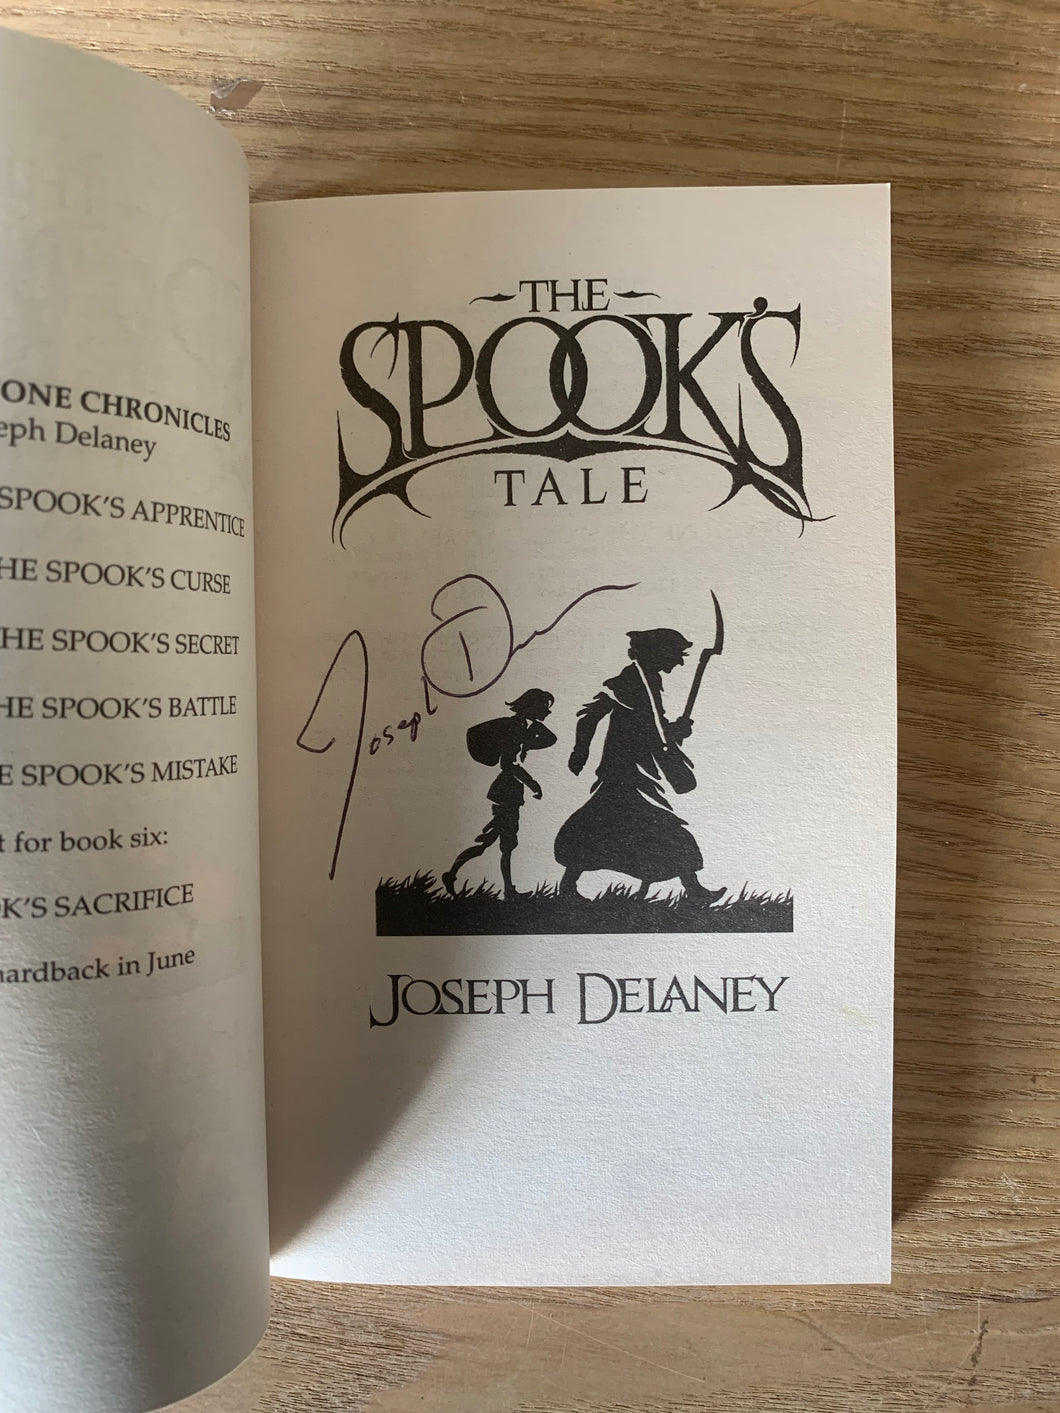 ONE CHRONICLES
eph Delaney
SPOOK'S APPRENTICE
HE SPOOK'S CURSE
HE SPOOK'S SECRET
HE SPOOK'S BATTLE
E SPOOK'S MISTAKE
t for book six:
K'S SACRIFICE
hardback in June
THE
SPOOK'S
TALE
Joseph D
JOSEPH DELANEY